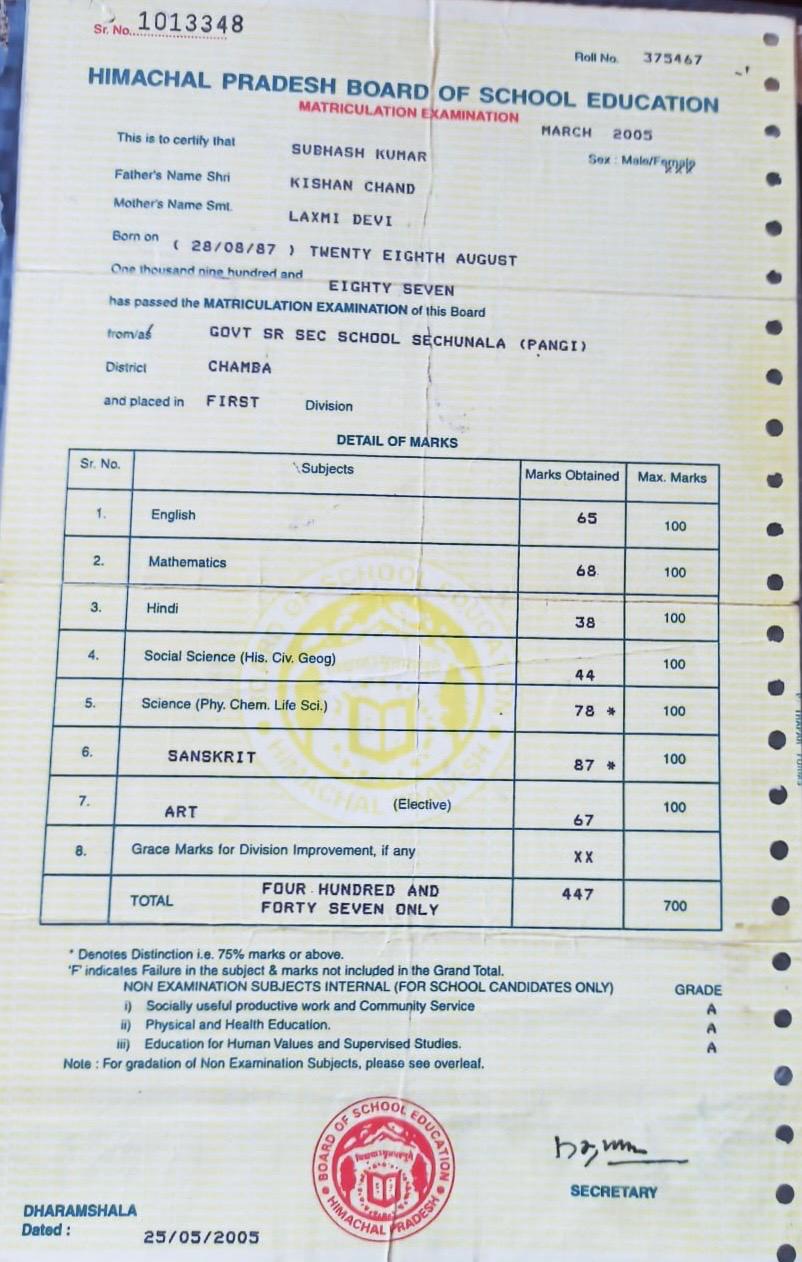 Sr. No. 1013348
Roll No. 375467
HIMACHAL PRADESH BOARD OF SCHOOL EDUCATION
MATRICULATION EXAMINATION
MARCH 2005
This is to certify that SUBHASH KUMAR Sex : Male/Female
Father's Name Shri KISHAN CHAND
Mother's Name Smt. LAXMI DEVI
Born on ( 28/08/87 ) TWENTY EIGHTH AUGUST
One thousand nine hundred and EIGHTY SEVEN
has passed the MATRICULATION EXAMINATION of this Board
from/as GOVT SR SEC SCHOOL SECHUNALA (PANGI)
District CHAMBA
and placed in FIRST Division
DETAIL OF MARKS
Sr. No. Subjects Marks Obtained Max. Marks
1. English 65 100
2. Mathematics 68 100
3. Hindi 38 100
4. Social Science (His. Civ. Geog) 44 100
5. Science (Phy. Chem. Life Sci.) 78 * 100
6. SANSKRIT 87 * 100
7. ART (Elective) 67 100
8. Grace Marks for Division Improvement, if any XX
TOTAL FOUR HUNDRED AND FORTY SEVEN ONLY 447 700
* Denotes Distinction i.e. 75% marks or above.
'F' indicates Failure in the subject & marks not included in the Grand Total.
NON EXAMINATION SUBJECTS INTERNAL (FOR SCHOOL CANDIDATES ONLY) GRADE
i) Socially useful productive work and Community Service A
ii) Physical and Health Education. A
iii) Education for Human Values and Supervised Studies. A
Note : For gradation of Non Examination Subjects, please see overleaf.
BOARD OF SCHOOL EDUCATION
HIMACHAL PRADESH
SECRETARY
DHARAMSHALA
Dated : 25/05/2005